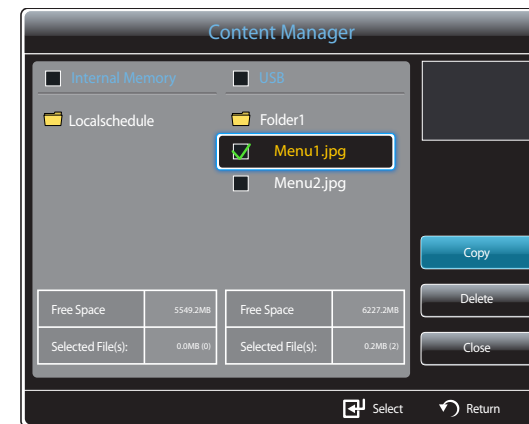 Content Manager
Internal Memory
USB
Localschedule
Folder1
Menu1.jpg
Menu2.jpg
Copy
Delete
Close
Free Space 5549.2MB
Selected File(s): 0.0MB (0)
Free Space 6227.2MB
Selected File(s): 0.2MB (2)
Select
Return